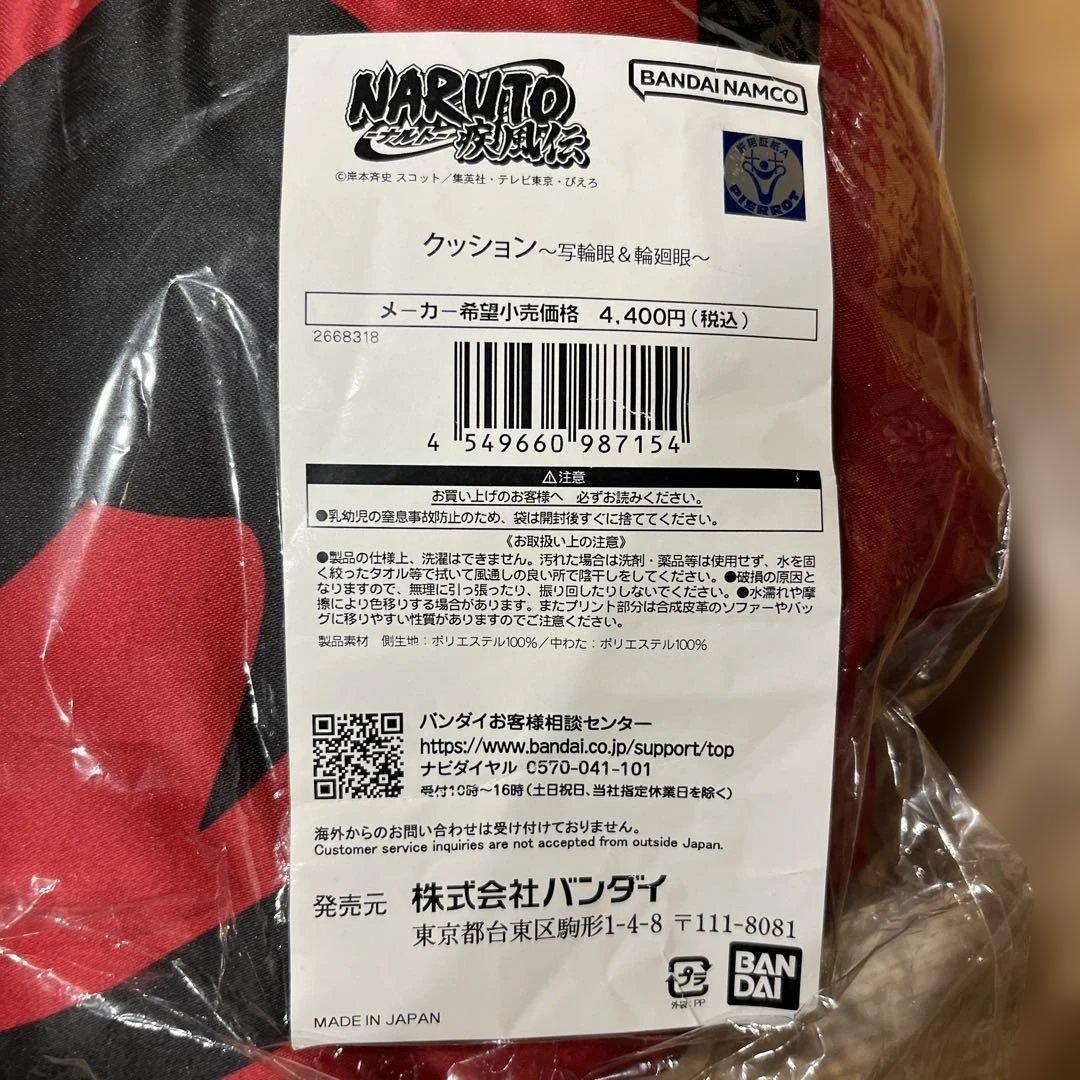 NARUTO
BANDAI NAMCO
-ナルト-
疾風伝
許諾証紙A
PIERROT
©岸本斉史 スコット/集英社・テレビ東京・ぴえろ
クッション~写輪眼&輪廻眼~
メーカー希望小売価格 4,400円(税込)
2668318
4 549660 987154
⚠注意
お買い上げのお客様へ 必ずお読みください。
●乳幼児の窒息事故防止のため、袋は開封後すぐに捨ててください。
《お取扱い上の注意》
●製品の仕様上、洗濯はできません。汚れた場合は洗剤・薬品等は使用せず、水を固
く絞ったタオル等で拭いて風通しの良い所で陰干しをしてください。●破損の原因と
なりますので、無理に引っ張ったり、振り回したりしないでください。●水濡れや摩
擦により色移りする場合があります。またプリント部分は合成皮革のソファーやバッ
グに移りやすい性質がありますのでご注意ください。
製品素材 側生地:ポリエステル100%/中わた:ポリエステル100%
バンダイお客様相談センター
https://www.bandai.co.jp/support/top
ナビダイヤル 0570-041-101
受付10時~16時(土日祝日、当社指定休業日を除く)
海外からのお問い合わせは受け付けておりません。
Customer service inquiries are not accepted from outside Japan.
発売元 株式会社バンダイ
東京都台東区駒形1-4-8 〒111-8081
プラ
外袋:PP
BAN
DAI
MADE IN JAPAN